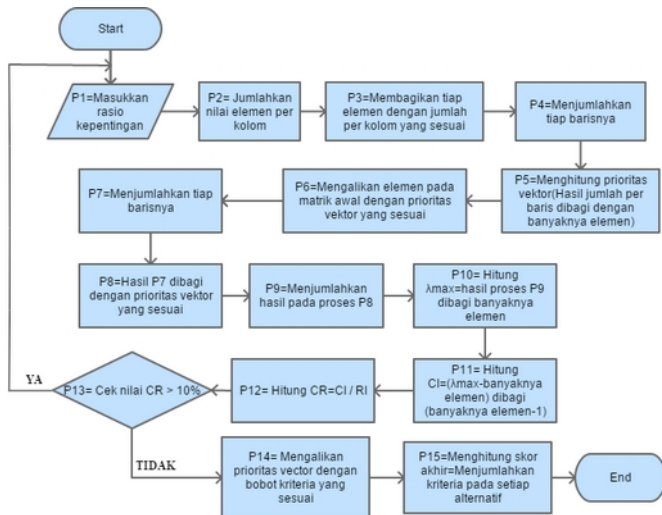 Start
P1=Masukkan
rasio
kepentingan
P2= Jumlahkan
nilai elemen per
kolom
P3=Membagikan tiap
elemen dengan jumlah
per kolom yang sesuai
P4=Menjumlahkan
tiap barisnya
P5=Menghitung prioritas
vektor(Hasil jumlah per
baris dibagi dengan
banyaknya elemen)
P6=Mengalikan elemen pada
matrik awal dengan prioritas
vektor yang sesuai
P7=Menjumlahkan tiap
barisnya
P8=Hasil P7 dibagi
dengan prioritas vektor
yang sesuai
P9=Menjumlahkan
hasil pada proses P8
P10= Hitung
λmax=hasil proses P9
dibagi banyaknya
elemen
P11= Hitung
CI=(λmax-banyaknya
elemen) dibagi
(banyaknya elemen-1)
P12= Hitung CR=CI / RI
P13= Cek nilai CR > 10%
YA
TIDAK
P14= Mengalikan
prioritas vector dengan
bobot kriteria yang
sesuai
P15=Menghitung skor
akhir=Menjumlahkan
kriteria pada setiap
alternatif
End